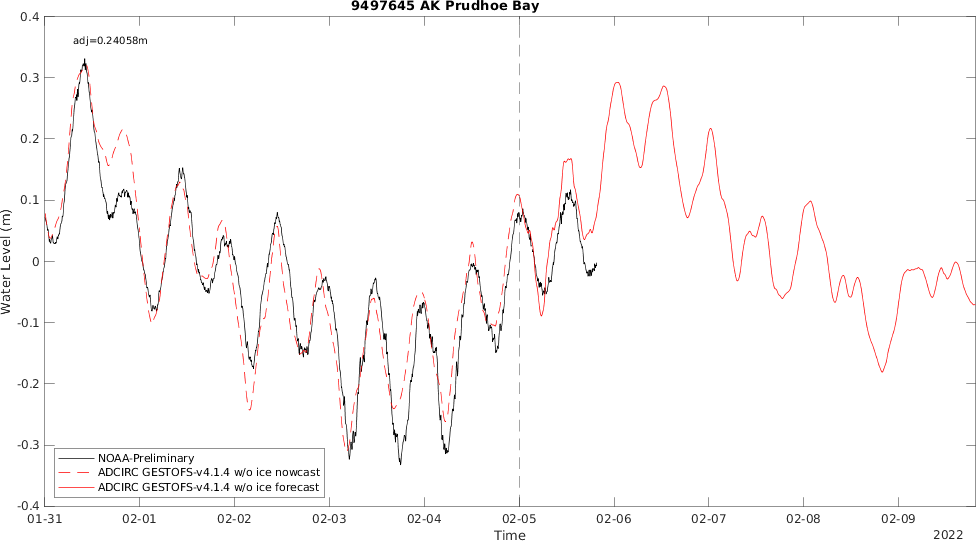 9497645 AK Prudhoe Bay
adj=0.24058m
Water Level (m)
0.4
0.3
0.2
0.1
0
-0.1
-0.2
-0.3
-0.4
NOAA-Preliminary
ADCIRC GESTOFS-v4.1.4 w/o ice nowcast
ADCIRC GESTOFS-v4.1.4 w/o ice forecast
01-31 02-01 02-02 02-03 02-04 02-05 02-06 02-07 02-08 02-09
Time
2022